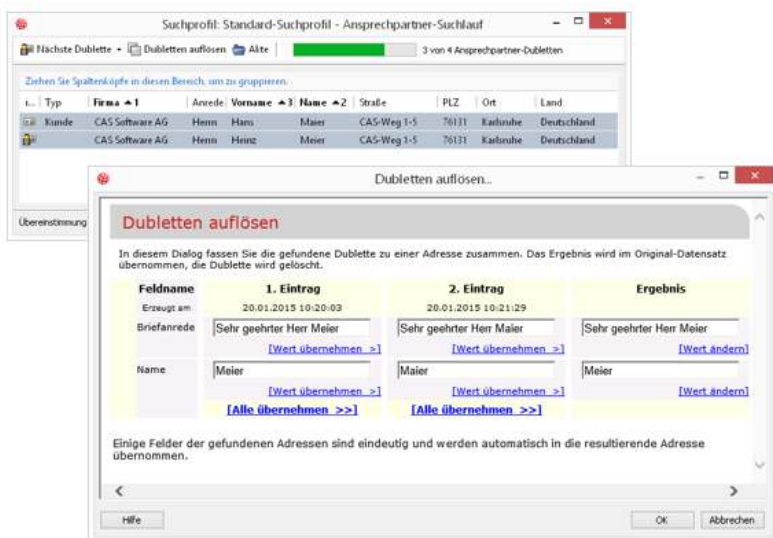 Suchprofil: Standard-Suchprofil - Ansprechpartner-Suchlauf
Nächste Dublette Dubletten auflösen Akte 3 von 4 Ansprechpartner-Dubletten
Ziehen Sie Spaltenköpfe in diesen Bereich, um zu gruppieren.
i... Typ Firma ▲1 Anrede Vorname ▲3 Name ▲2 Straße PLZ Ort Land
Kunde CAS Software AG Herrn Hans Maier CAS-Weg 1-5 76131 Karlsruhe Deutschland
CAS Software AG Herrn Heinz Meier CAS-Weg 1-5 76131 Karlsruhe Deutschland
Übereinstimmung
Dubletten auflösen...
Dubletten auflösen
In diesem Dialog fassen Sie die gefundene Dublette zu einer Adresse zusammen. Das Ergebnis wird im Original-Datensatz
übernommen, die Dublette wird gelöscht.
Feldname 1. Eintrag 2. Eintrag Ergebnis
Erzeugt am 20.01.2015 10:20:03 20.01.2015 10:21:29
Briefanrede Sehr geehrter Herr Meier Sehr geehrter Herr Maier Sehr geehrter Herr Meier
[Wert übernehmen >] [Wert übernehmen >] [Wert ändern]
Name Meier Maier Meier
[Wert übernehmen >] [Wert übernehmen >] [Wert ändern]
[Alle übernehmen >>] [Alle übernehmen >>]
Einige Felder der gefundenen Adressen sind eindeutig und werden automatisch in die resultierende Adresse
übernommen.
Hilfe OK Abbrechen